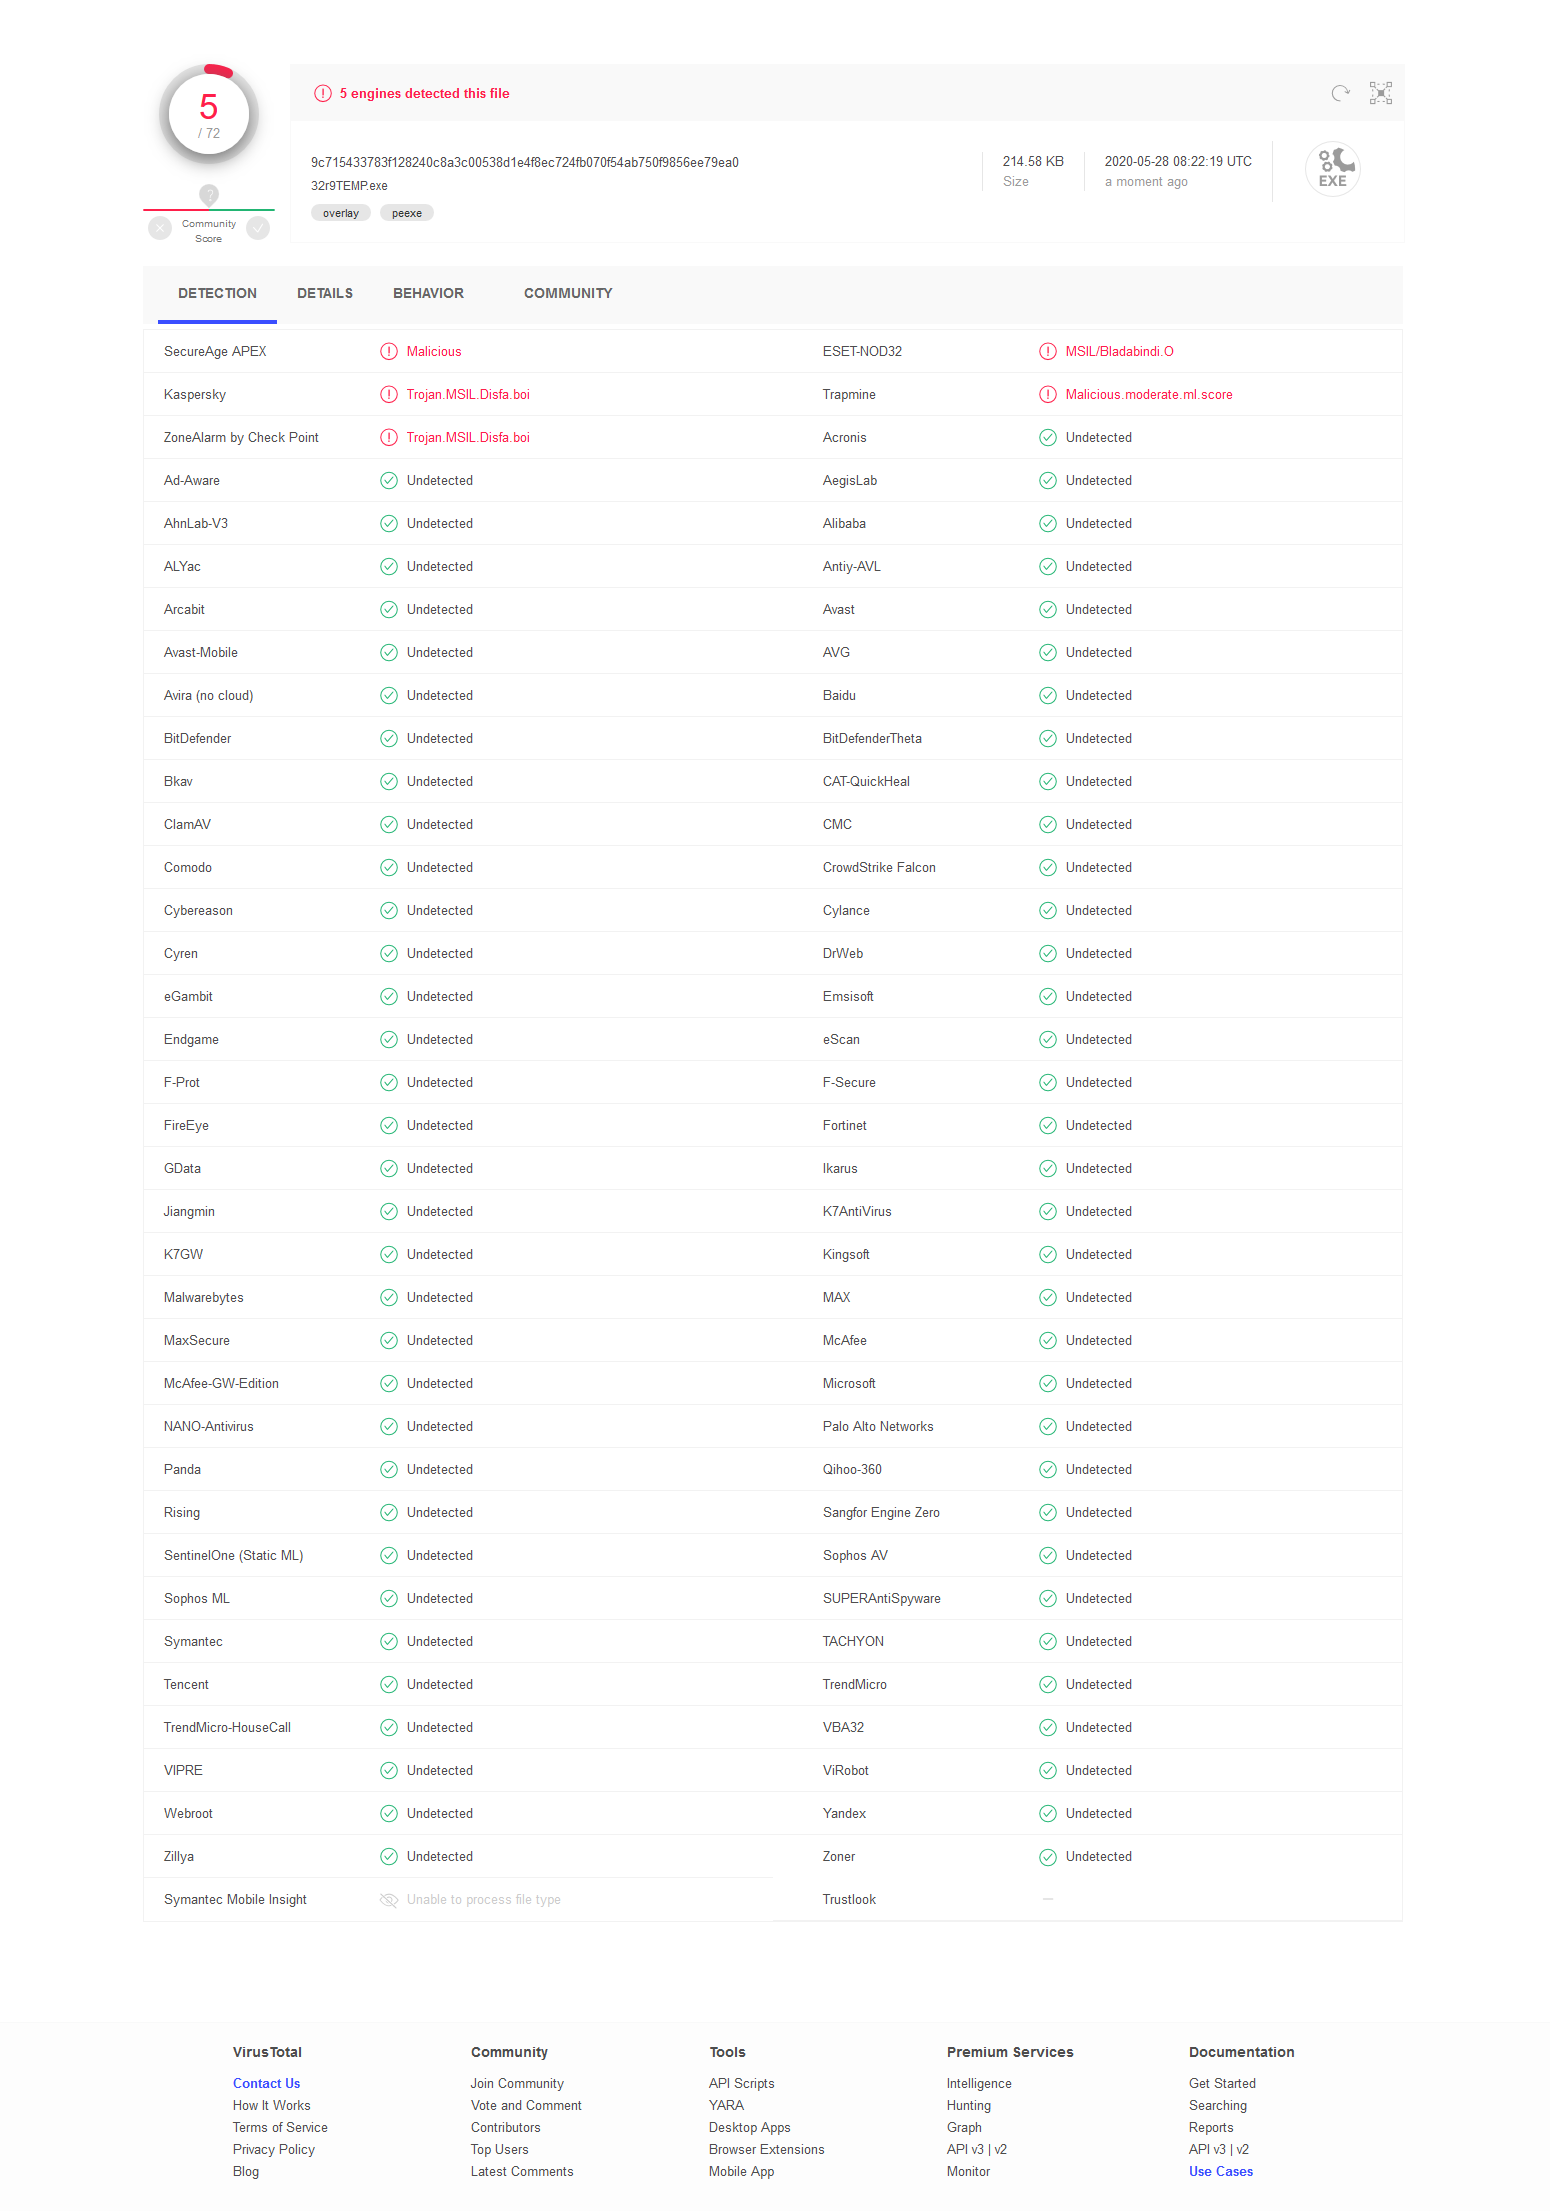 5
/ 72
5 engines detected this file
9c715433783f128240c8a3c00538d1e4f8ec724fb070f54ab750f9856ee79ea0
32r9TEMP.exe
overlay peexe
214.58 KB
Size
2020-05-28 08:22:19 UTC
a moment ago
EXE
?
Community
Score
DETECTION DETAILS BEHAVIOR COMMUNITY
SecureAge APEX Malicious ESET-NOD32 MSIL/Bladabindi.O
Kaspersky Trojan.MSIL.Disfa.boi Trapmine Malicious.moderate.ml.score
ZoneAlarm by Check Point Trojan.MSIL.Disfa.boi Acronis Undetected
Ad-Aware Undetected AegisLab Undetected
AhnLab-V3 Undetected Alibaba Undetected
ALYac Undetected Antiy-AVL Undetected
Arcabit Undetected Avast Undetected
Avast-Mobile Undetected AVG Undetected
Avira (no cloud) Undetected Baidu Undetected
BitDefender Undetected BitDefenderTheta Undetected
Bkav Undetected CAT-QuickHeal Undetected
ClamAV Undetected CMC Undetected
Comodo Undetected CrowdStrike Falcon Undetected
Cybereason Undetected Cylance Undetected
Cyren Undetected DrWeb Undetected
eGambit Undetected Emsisoft Undetected
Endgame Undetected eScan Undetected
F-Prot Undetected F-Secure Undetected
FireEye Undetected Fortinet Undetected
GData Undetected Ikarus Undetected
Jiangmin Undetected K7AntiVirus Undetected
K7GW Undetected Kingsoft Undetected
Malwarebytes Undetected MAX Undetected
MaxSecure Undetected McAfee Undetected
McAfee-GW-Edition Undetected Microsoft Undetected
NANO-Antivirus Undetected Palo Alto Networks Undetected
Panda Undetected Qihoo-360 Undetected
Rising Undetected Sangfor Engine Zero Undetected
SentinelOne (Static ML) Undetected Sophos AV Undetected
Sophos ML Undetected SUPERAntiSpyware Undetected
Symantec Undetected TACHYON Undetected
Tencent Undetected TrendMicro Undetected
TrendMicro-HouseCall Undetected VBA32 Undetected
VIPRE Undetected ViRobot Undetected
Webroot Undetected Yandex Undetected
Zillya Undetected Zoner Undetected
Symantec Mobile Insight Unable to process file type Trustlook –
VirusTotal Community Tools Premium Services Documentation
Contact Us Join Community API Scripts Intelligence Get Started
How It Works Vote and Comment YARA Hunting Searching
Terms of Service Contributors Desktop Apps Graph Reports
Privacy Policy Top Users Browser Extensions API v3 | v2 API v3 | v2
Blog Latest Comments Mobile App Monitor Use Cases